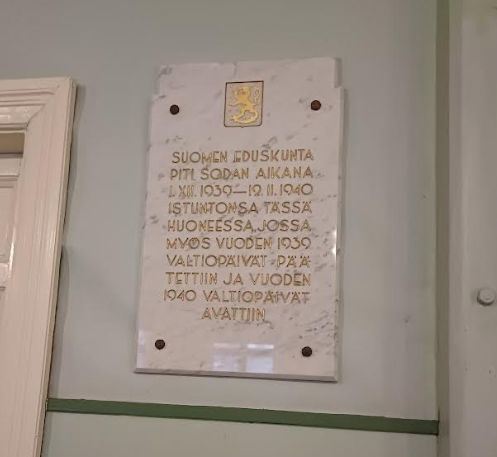 SUOMEN EDUSKUNTA
PITI SODAN AIKANA
1.XII.1939—12.II.1940
ISTUNTONSA TÄSSÄ
HUONEESSA,JOSSA
MYÖS VUODEN 1939
VALTIOPÄIVÄT PÄÄ
TETTIIN JA VUODEN
1940 VALTIOPÄIVÄT
AVATTIIN